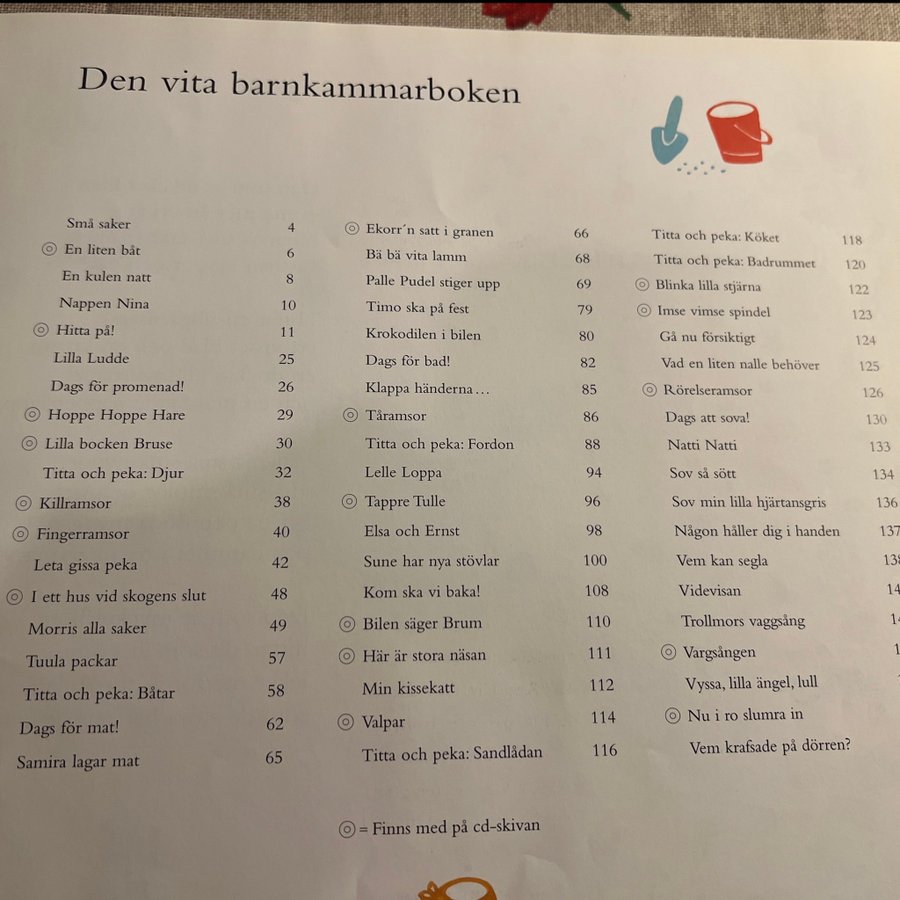 Den vita barnkammarboken
Små saker 4
◎ En liten båt 6
En kulen natt 8
Nappen Nina 10
◎ Hitta på! 11
Lilla Ludde 25
Dags för promenad! 26
◎ Hoppe Hoppe Hare 29
◎ Lilla bocken Bruse 30
Titta och peka: Djur 32
◎ Killramsor 38
◎ Fingerramsor 40
Leta gissa peka 42
◎ I ett hus vid skogens slut 48
Morris alla saker 49
Tuula packar 57
Titta och peka: Båtar 58
Dags för mat! 62
Samira lagar mat 65
◎ Ekorr´n satt i granen 66
Bä bä vita lamm 68
Palle Pudel stiger upp 69
Timo ska på fest 79
Krokodilen i bilen 80
Dags för bad! 82
Klappa händerna... 85
◎ Tåramsor 86
Titta och peka: Fordon 88
Lelle Loppa 94
◎ Tappre Tulle 96
Elsa och Ernst 98
Sune har nya stövlar 100
Kom ska vi baka! 108
◎ Bilen säger Brum 110
◎ Här är stora näsan 111
Min kissekatt 112
◎ Valpar 114
Titta och peka: Sandlådan 116
Titta och peka: Köket 118
Titta och peka: Badrummet 120
◎ Blinka lilla stjärna 122
◎ Imse vimse spindel 123
Gå nu försiktigt 124
Vad en liten nalle behöver 125
◎ Rörelseramsor 126
Dags att sova! 130
Natti Natti 133
Sov så sött 134
Sov min lilla hjärtansgris 136
Någon håller dig i handen 137
Vem kan segla
Videvisan
Trollmors vaggsång
◎ Vargsången
Vyssa, lilla ängel, lull
◎ Nu i ro slumra in
Vem krafsade på dörren?
◎ = Finns med på cd-skivan